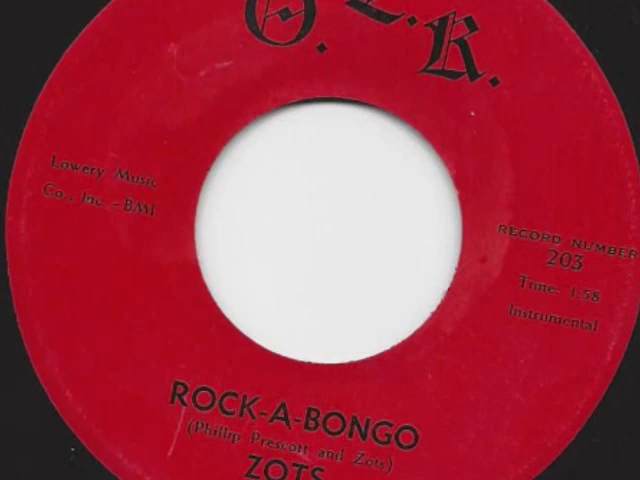 O. L. R.
Lowery Music
Co., Inc. - BMI
RECORD NUMBER
203
Time: 1:58
Instrumental
ROCK-A-BONGO
(Phillip Prescott and Zots)
ZOTS